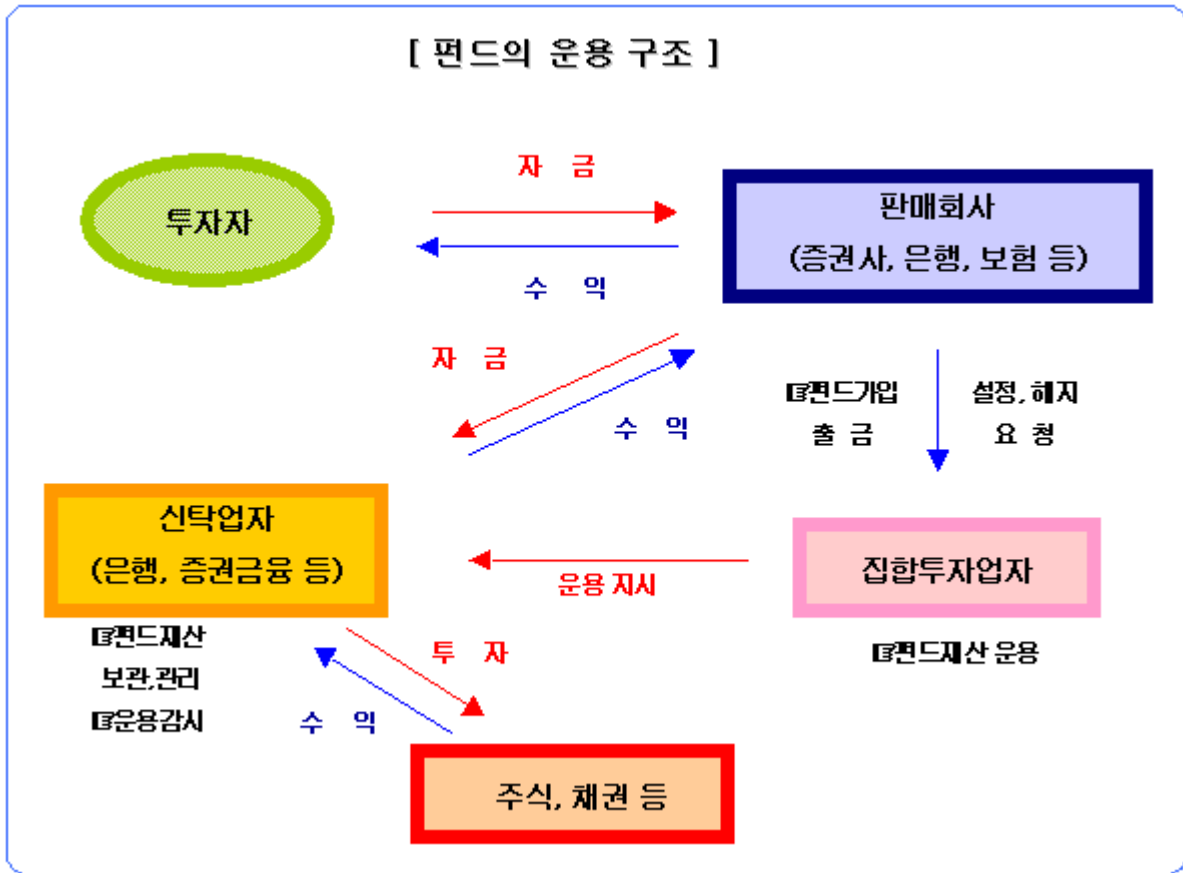 [ 펀드의 운용 구조 ]
자 금
투자자
판매회사
(증권사, 은행, 보험 등)
수 익
자 금
수 익
☞펀드가입
출 금
설정, 해지
요 청
신탁업자
(은행, 증권금융 등)
운용 지시
집합투자업자
☞펀드재산
보관,관리
☞운용감시
투 자
수 익
☞펀드재산 운용
주식, 채권 등